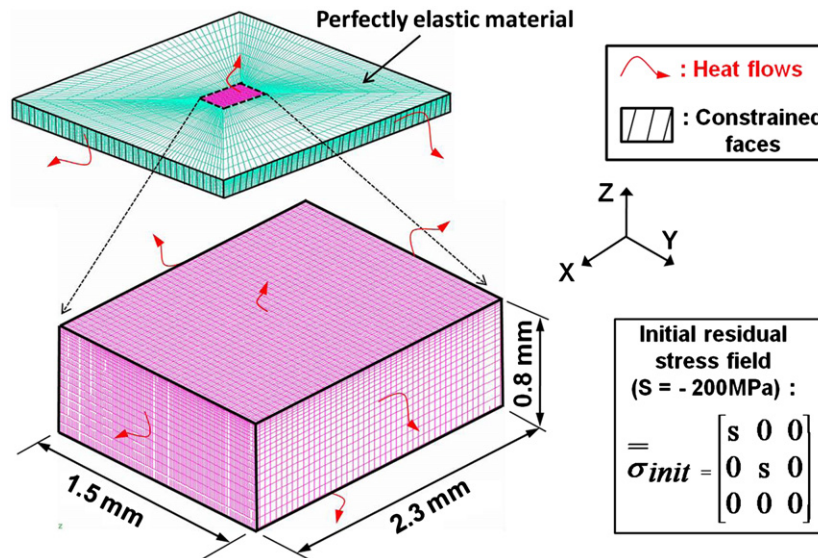 Perfectly elastic material
: Heat flows
: Constrained
faces
Z
X
Y
0.8 mm
1.5 mm
2.3 mm
z
Initial residual
stress field
(S = - 200MPa) :
σ̿init = [s 0 0
0 s 0
0 0 0]